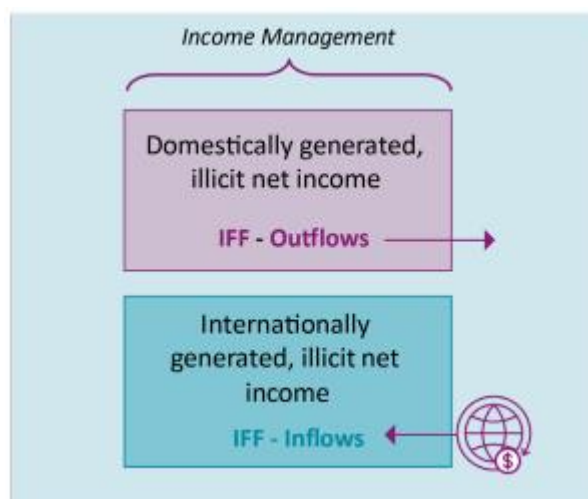 Income Management
Domestically generated,
illicit net income
IFF - Outflows
Internationally
generated, illicit net
income
IFF - Inflows
$